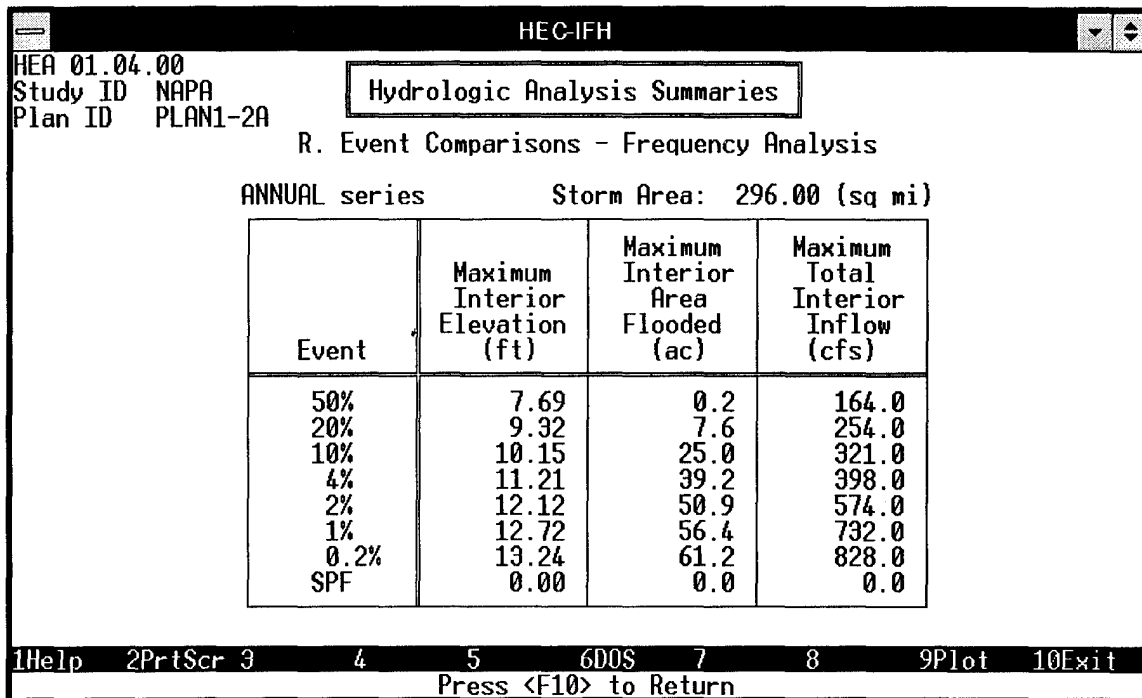 HEC-IFH
HEA 01.04.00
Study ID NAPA
Plan ID PLAN1-2A
Hydrologic Analysis Summaries
R. Event Comparisons - Frequency Analysis
ANNUAL series Storm Area: 296.00 (sq mi)
Event Maximum Interior Elevation (ft) Maximum Interior Area Flooded (ac) Maximum Total Interior Inflow (cfs)
50% 7.69 0.2 164.0
20% 9.32 7.6 254.0
10% 10.15 25.0 321.0
4% 11.21 39.2 398.0
2% 12.12 50.9 574.0
1% 12.72 56.4 732.0
0.2% 13.24 61.2 828.0
SPF 0.00 0.0 0.0
1Help 2PrtScr 3 4 5 6DOS 7 8 9Plot 10Exit
Press <F10> to Return